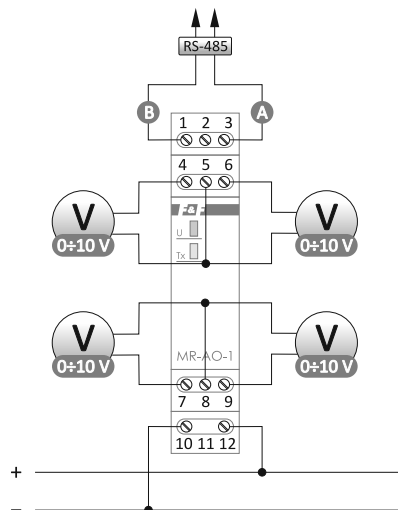 RS-485
B A
1 2 3
4 5 6
F&F
V V
0÷10 V 0÷10 V
U
Tx
V V
0÷10 V 0÷10 V
MR-AO-1
7 8 9
10 11 12
+
−